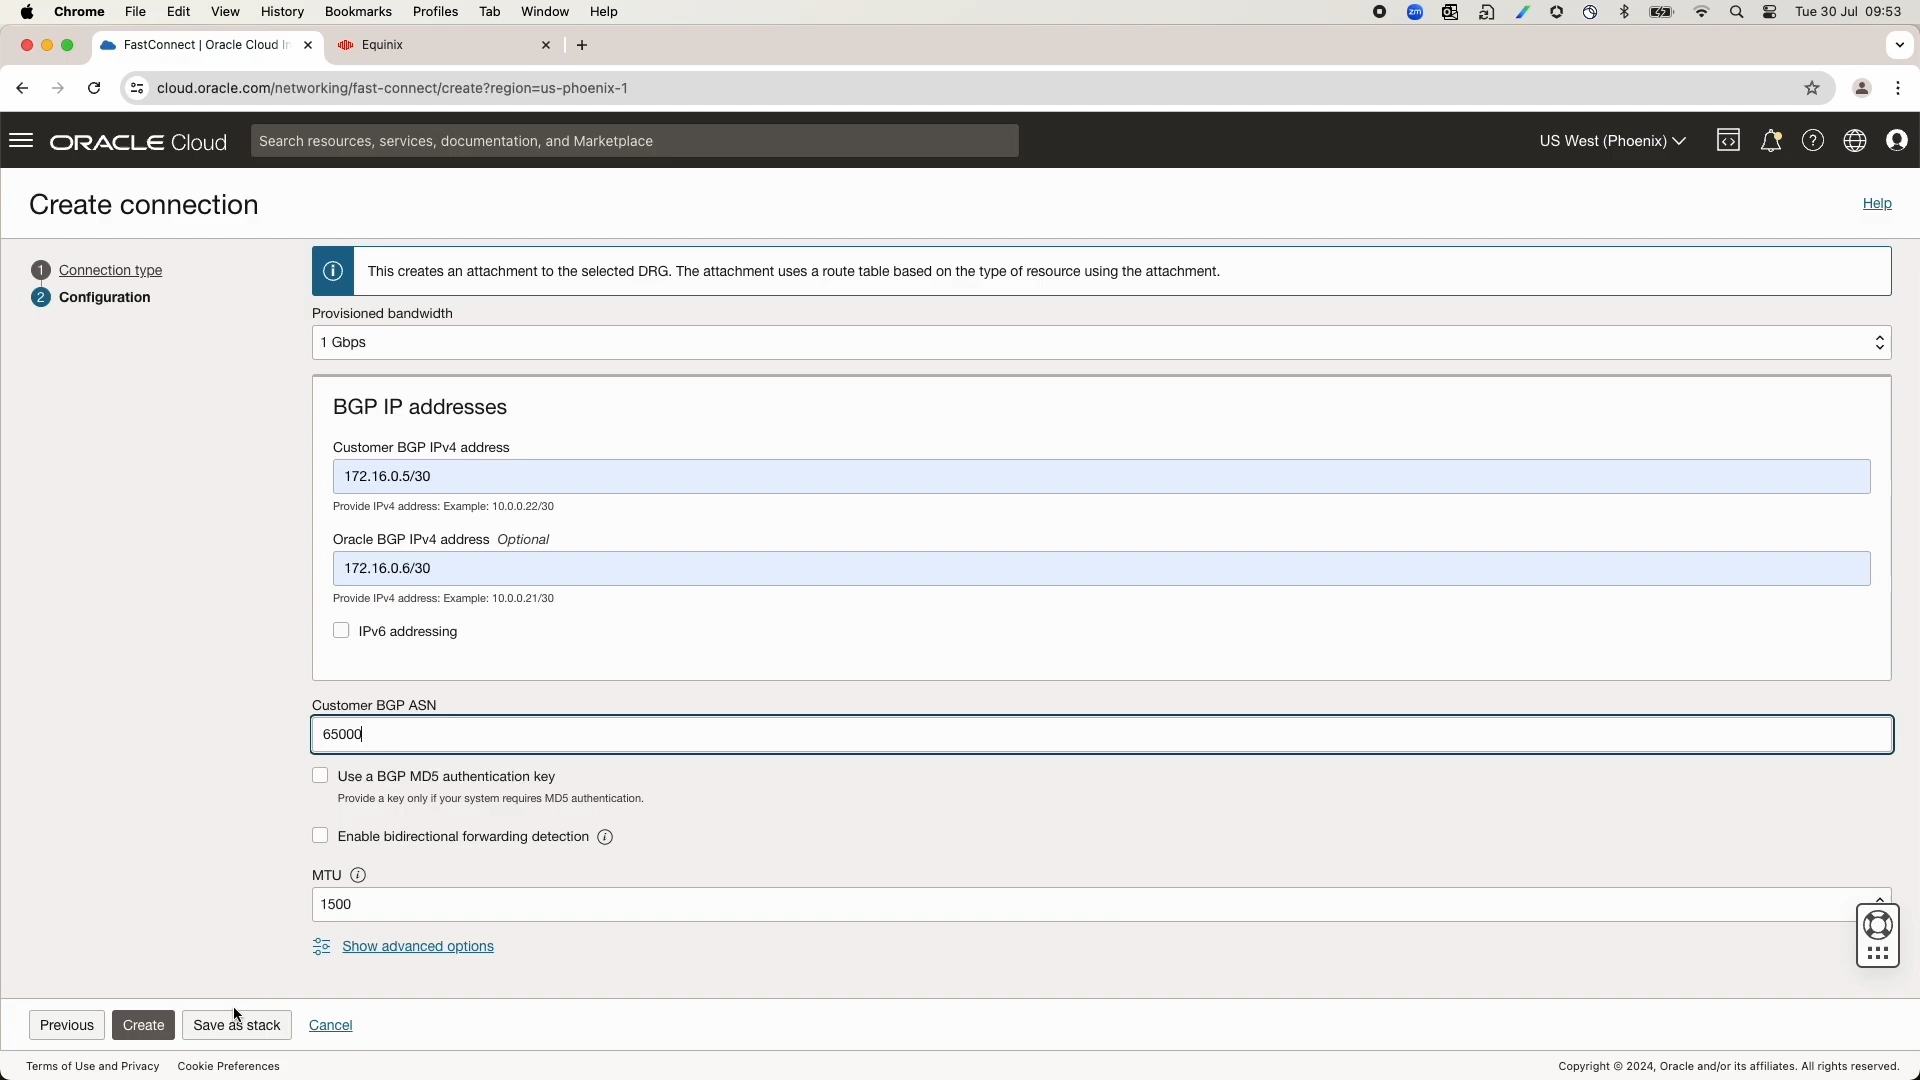 Chrome File Edit View History Bookmarks Profiles Tab Window Help
zm
Tue 30 Jul 09:53
FastConnect | Oracle Cloud In
Equinix
cloud.oracle.com/networking/fast-connect/create?region=us-phoenix-1
ORACLE Cloud
Search resources, services, documentation, and Marketplace
US West (Phoenix)
Create connection
Help
1 Connection type
2 Configuration
This creates an attachment to the selected DRG. The attachment uses a route table based on the type of resource using the attachment.
Provisioned bandwidth
1 Gbps
BGP IP addresses
Customer BGP IPv4 address
172.16.0.5/30
Provide IPv4 address: Example: 10.0.0.22/30
Oracle BGP IPv4 address Optional
172.16.0.6/30
Provide IPv4 address: Example: 10.0.0.21/30
IPv6 addressing
Customer BGP ASN
65000
Use a BGP MD5 authentication key
Provide a key only if your system requires MD5 authentication.
Enable bidirectional forwarding detection
MTU
1500
Show advanced options
Previous
Create
Save as stack
Cancel
Terms of Use and Privacy
Cookie Preferences
Copyright © 2024, Oracle and/or its affiliates. All rights reserved.